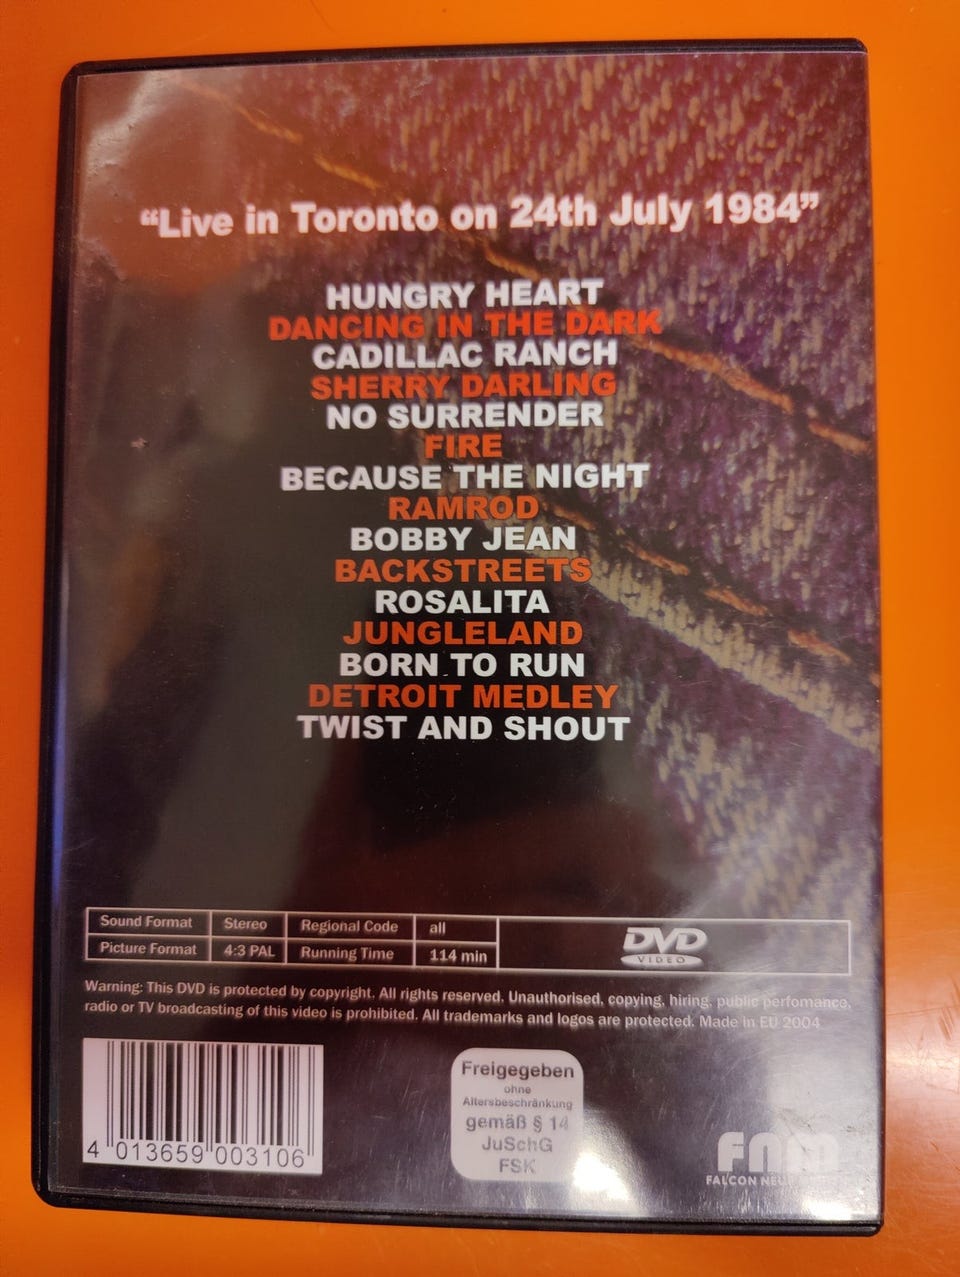 “Live in Toronto on 24th July 1984”
HUNGRY HEART
DANCING IN THE DARK
CADILLAC RANCH
SHERRY DARLING
NO SURRENDER
FIRE
BECAUSE THE NIGHT
RAMROD
BOBBY JEAN
BACKSTREETS
ROSALITA
JUNGLELAND
BORN TO RUN
DETROIT MEDLEY
TWIST AND SHOUT
Sound Format Stereo Regional Code all
Picture Format 4:3 PAL Running Time 114 min
DVD
VIDEO
Warning: This DVD is protected by copyright. All rights reserved. Unauthorised, copying, hiring, public perfomance,
radio or TV broadcasting of this video is prohibited. All trademarks and logos are protected. Made in EU 2004
4 013659 003106
Freigegeben
ohne
Altersbeschränkung
gemäß § 14
JuSchG
FSK
FNM
FALCON